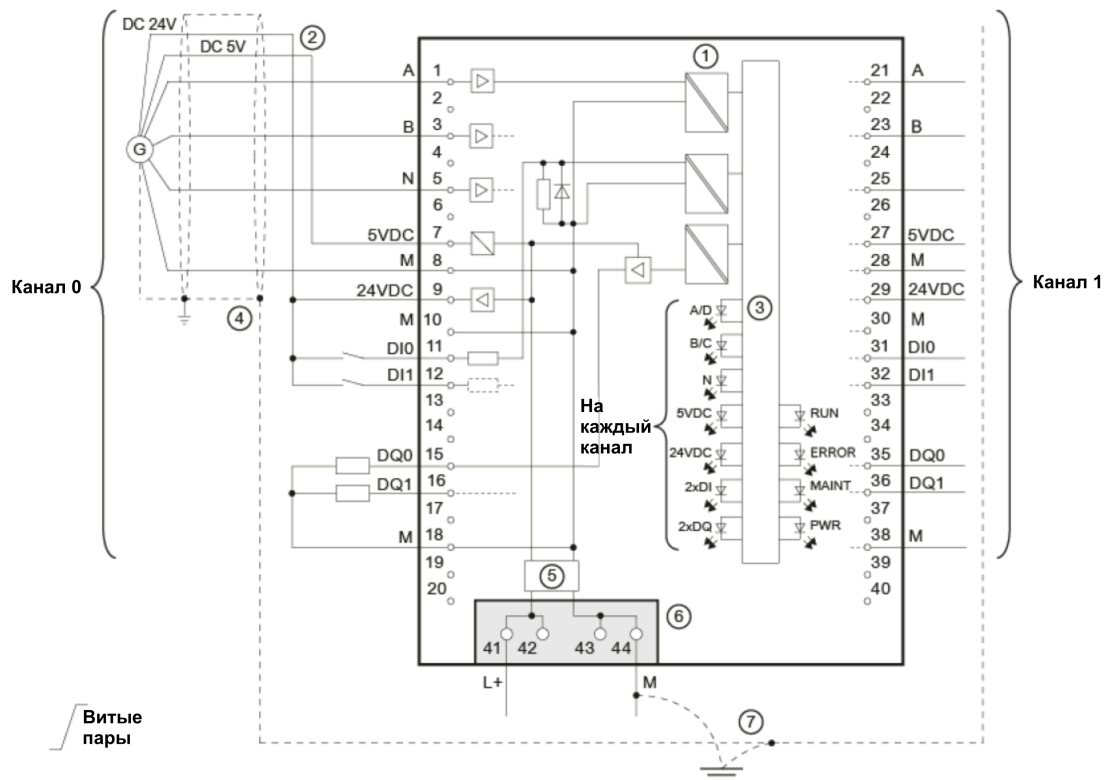 DC 24V
DC 5V
2
1
A 1
2
B 3
4
N 5
6
5VDC 7
M 8
24VDC 9
M 10
DI0 11
DI1 12
13
14
DQ0 15
DQ1 16
17
M 18
19
20
G
Канал 0
4
3
A/D
B/C
N
5VDC
24VDC
2xDI
2xDQ
RUN
ERROR
MAINT
PWR
На
каждый
канал
21 A
22
23 B
24
25
26
27 5VDC
28 M
29 24VDC
30 M
31 DI0
32 DI1
33
34
35 DQ0
36 DQ1
37
38 M
39
40
Канал 1
5
6
41 42 43 44
L+ M
7
Витые
пары